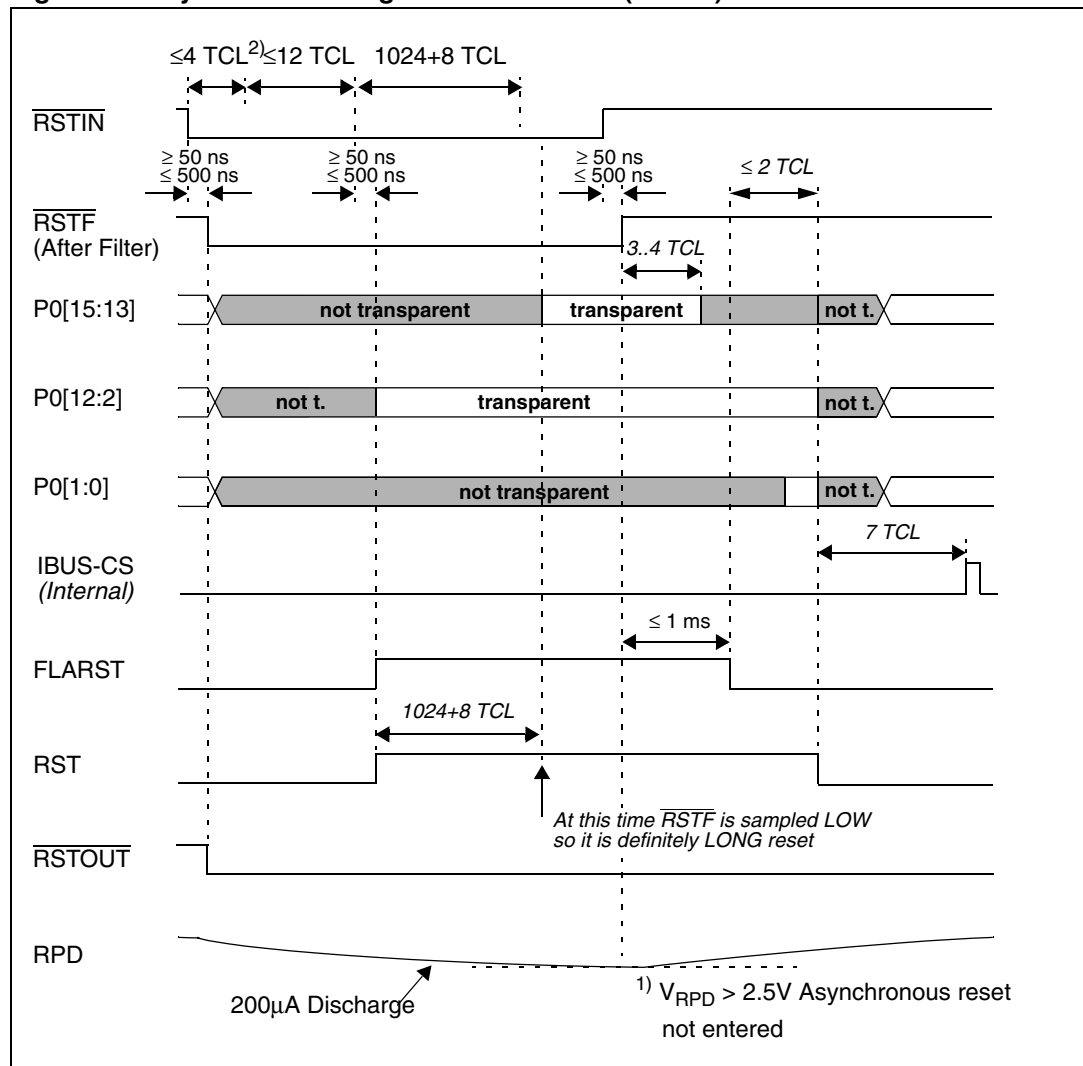 ≤4 TCL2) ≤12 TCL 1024+8 TCL
RSTIN
≥ 50 ns
≤ 500 ns
≥ 50 ns
≤ 500 ns
≥ 50 ns
≤ 500 ns
≤ 2 TCL
RSTF
(After Filter)
3..4 TCL
P0[15:13]
not transparent
transparent
not t.
P0[12:2]
not t.
transparent
not t.
P0[1:0]
not transparent
not t.
7 TCL
IBUS-CS
(Internal)
≤ 1 ms
FLARST
1024+8 TCL
RST
At this time RSTF is sampled LOW
so it is definitely LONG reset
RSTOUT
RPD
200µA Discharge
1) VRPD > 2.5V Asynchronous reset
not entered